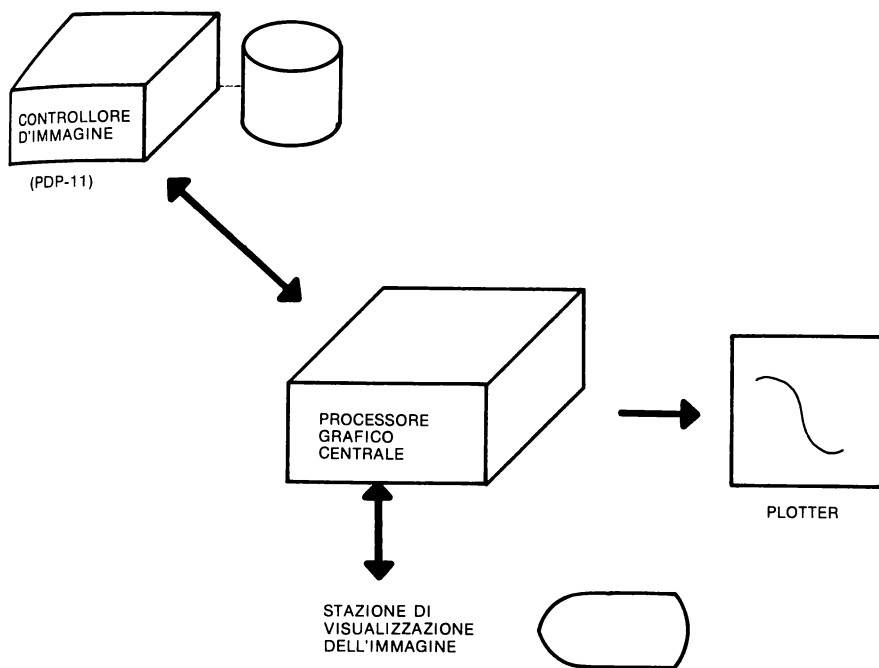 CONTROLLORE
D'IMMAGINE
(PDP-11)
PROCESSORE
GRAFICO
CENTRALE
PLOTTER
STAZIONE DI
VISUALIZZAZIONE
DELL'IMMAGINE